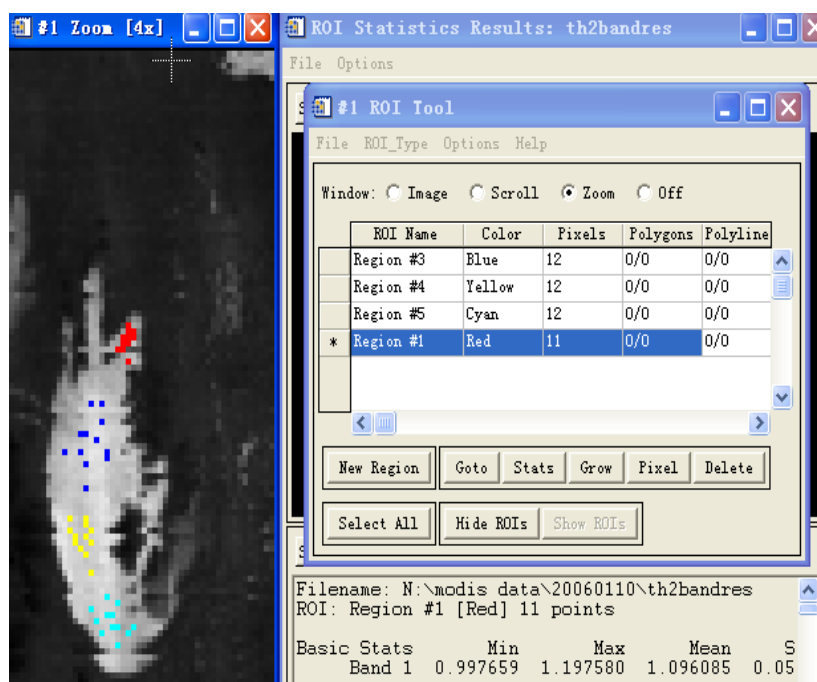 #1 Zoom [4x]
ROI Statistics Results: th2bandres
File Options
#1 ROI Tool
File ROI_Type Options Help
Window: Image Scroll Zoom Off
ROI Name Color Pixels Polygons Polyline
Region #3 Blue 12 0/0 0/0
Region #4 Yellow 12 0/0 0/0
Region #5 Cyan 12 0/0 0/0
* Region #1 Red 11 0/0 0/0
New Region Goto Stats Grow Pixel Delete
Select All Hide ROIs Show ROIs
Filename: N:\modis data\20060110\th2bandres
ROI: Region #1 [Red] 11 points
Basic Stats Min Max Mean S
Band 1 0.997659 1.197580 1.096085 0.05